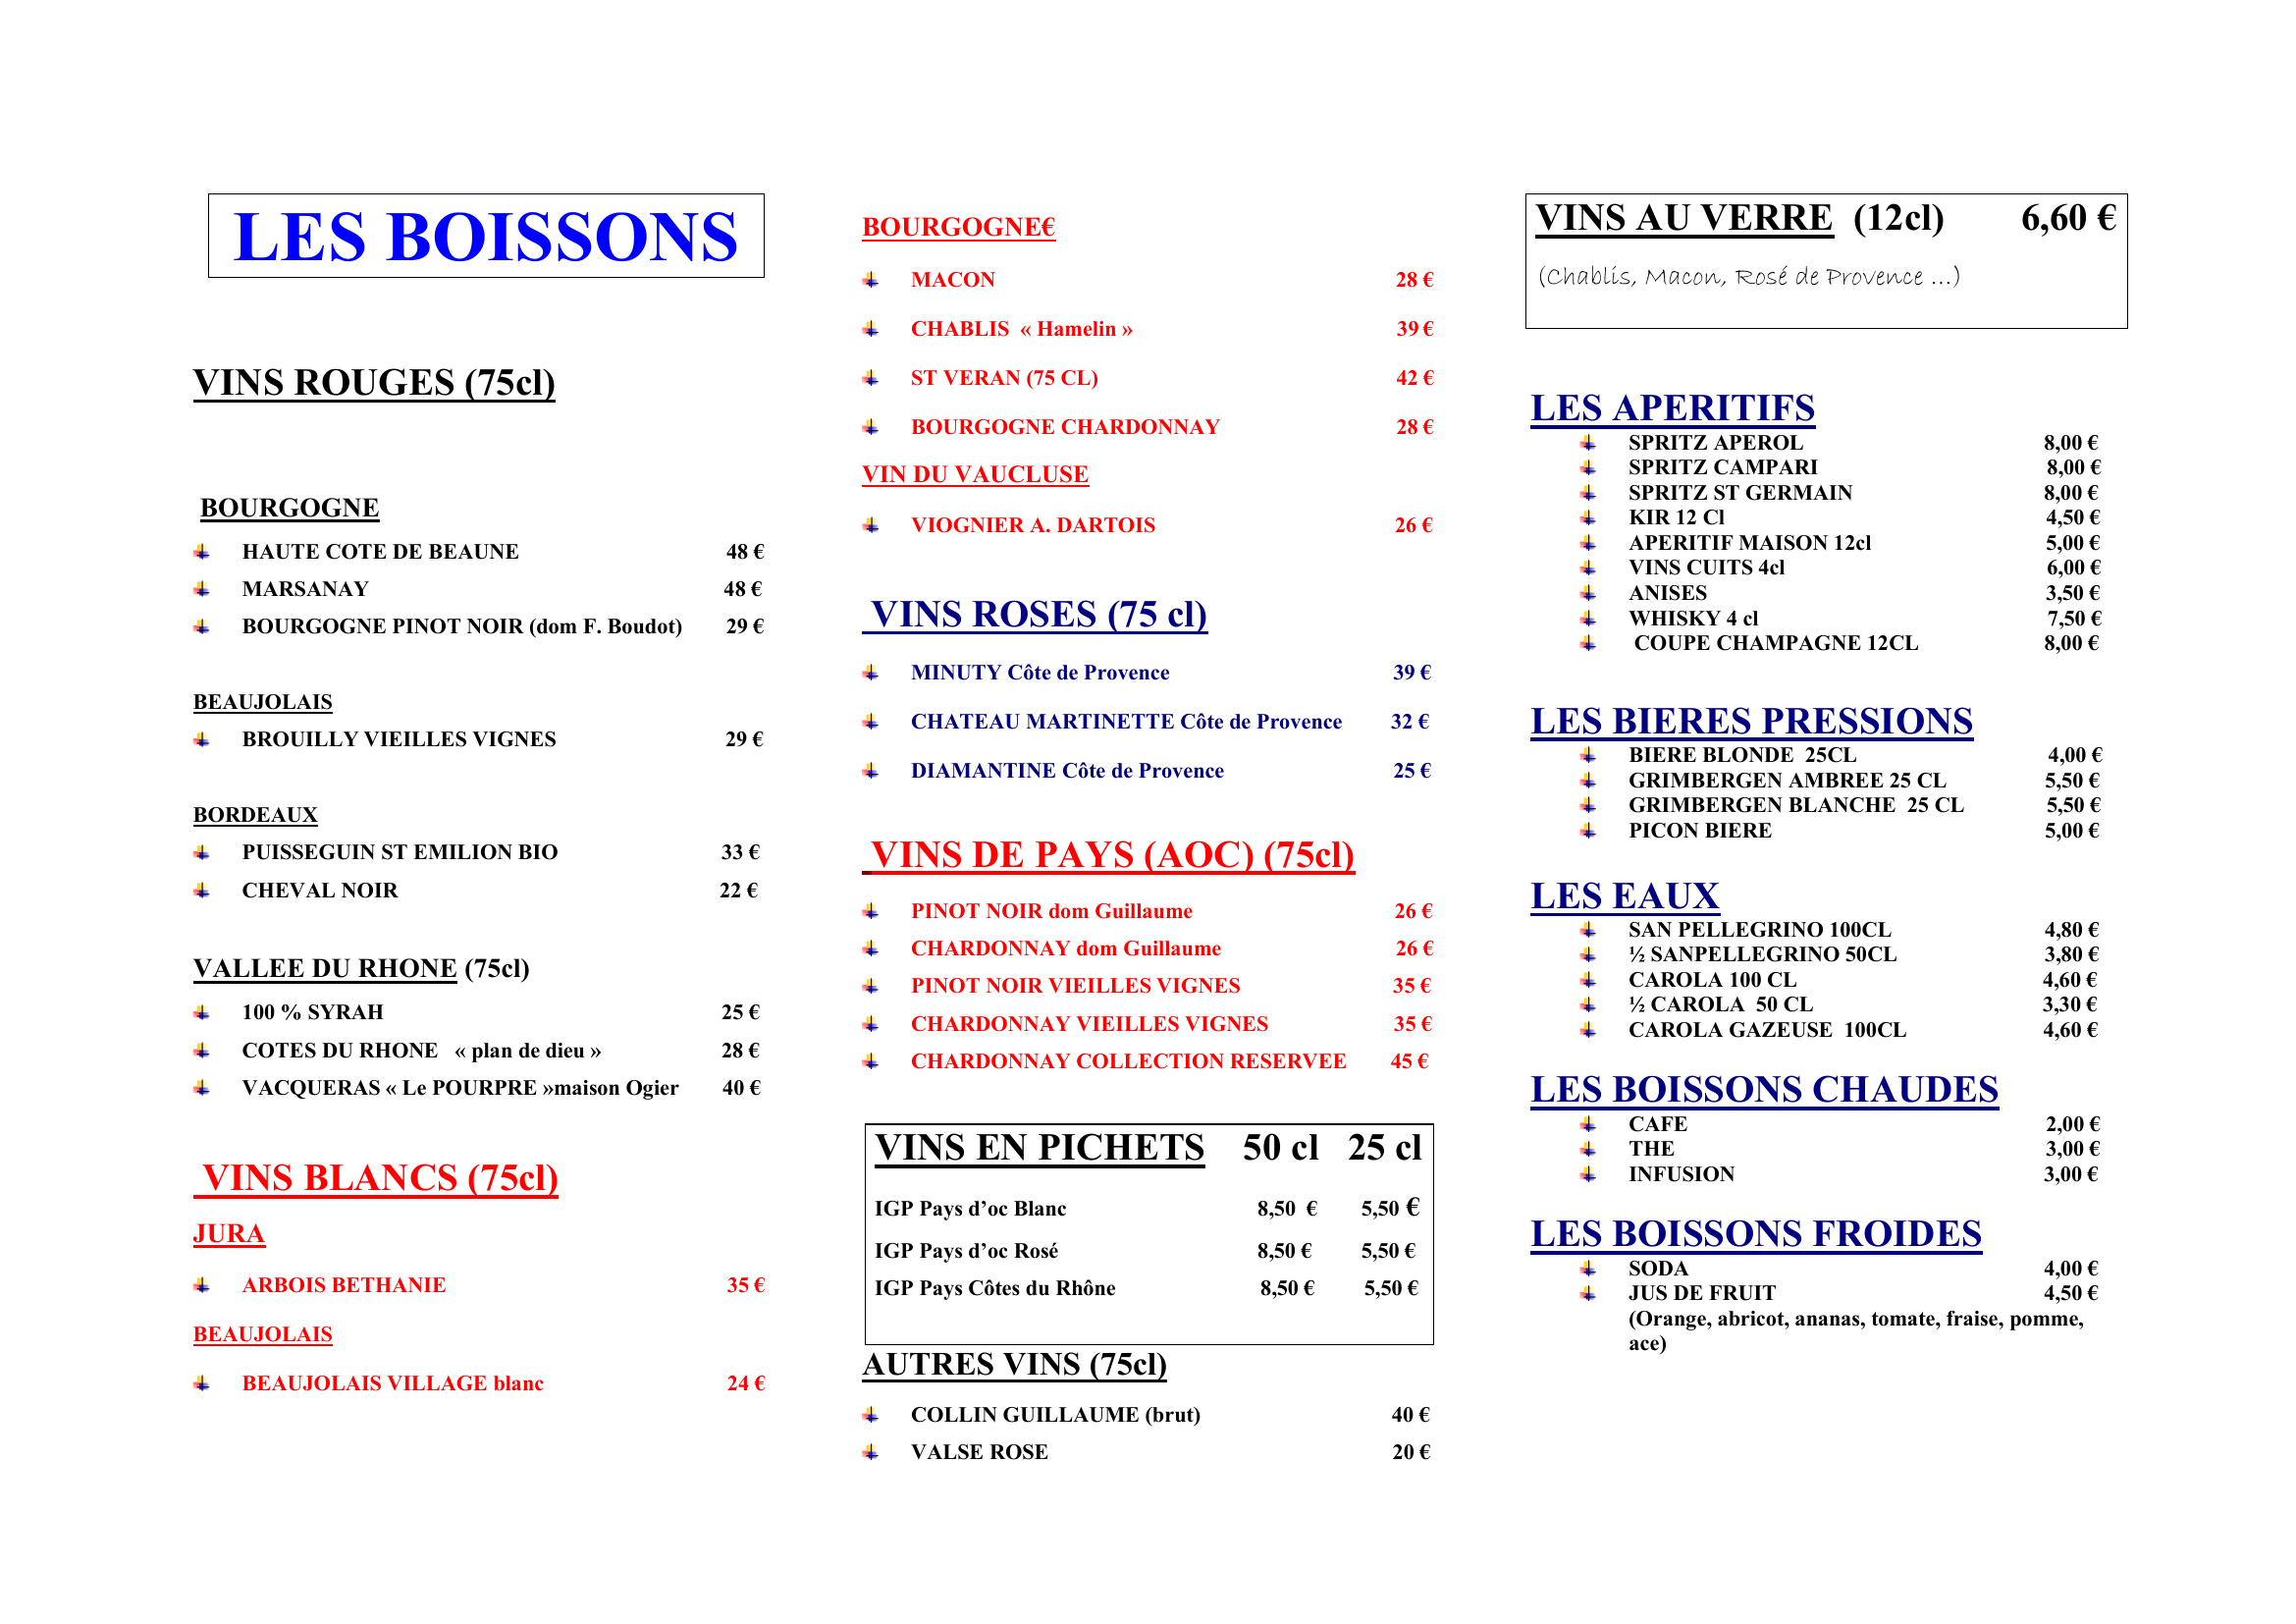 LES BOISSONS
VINS ROUGES (75cl)
BOURGOGNE
HAUTE COTE DE BEAUNE 48 €
MARSANAY 48 €
BOURGOGNE PINOT NOIR (dom F. Boudot) 29 €
BEAUJOLAIS
BROUILLY VIEILLES VIGNES 29 €
BORDEAUX
PUISSEGUIN ST EMILION BIO 33 €
CHEVAL NOIR 22 €
VALLEE DU RHONE (75cl)
100 % SYRAH 25 €
COTES DU RHONE « plan de dieu » 28 €
VACQUERAS « Le POURPRE »maison Ogier 40 €
VINS BLANCS (75cl)
JURA
ARBOIS BETHANIE 35 €
BEAUJOLAIS
BEAUJOLAIS VILLAGE blanc 24 €
BOURGOGNE€
MACON 28 €
CHABLIS « Hamelin » 39 €
ST VERAN (75 CL) 42 €
BOURGOGNE CHARDONNAY 28 €
VIN DU VAUCLUSE
VIOGNIER A. DARTOIS 26 €
VINS ROSES (75 cl)
MINUTY Côte de Provence 39 €
CHATEAU MARTINETTE Côte de Provence 32 €
DIAMANTINE Côte de Provence 25 €
VINS DE PAYS (AOC) (75cl)
PINOT NOIR dom Guillaume 26 €
CHARDONNAY dom Guillaume 26 €
PINOT NOIR VIEILLES VIGNES 35 €
CHARDONNAY VIEILLES VIGNES 35 €
CHARDONNAY COLLECTION RESERVEE 45 €
VINS EN PICHETS 50 cl 25 cl
IGP Pays d’oc Blanc 8,50 € 5,50 €
IGP Pays d’oc Rosé 8,50 € 5,50 €
IGP Pays Côtes du Rhône 8,50 € 5,50 €
AUTRES VINS (75cl)
COLLIN GUILLAUME (brut) 40 €
VALSE ROSE 20 €
VINS AU VERRE (12cl) 6,60 €
(Chablis, Macon, Rosé de Provence ...)
LES APERITIFS
SPRITZ APEROL 8,00 €
SPRITZ CAMPARI 8,00 €
SPRITZ ST GERMAIN 8,00 €
KIR 12 Cl 4,50 €
APERITIF MAISON 12cl 5,00 €
VINS CUITS 4cl 6,00 €
ANISES 3,50 €
WHISKY 4 cl 7,50 €
COUPE CHAMPAGNE 12CL 8,00 €
LES BIERES PRESSIONS
BIERE BLONDE 25CL 4,00 €
GRIMBERGEN AMBREE 25 CL 5,50 €
GRIMBERGEN BLANCHE 25 CL 5,50 €
PICON BIERE 5,00 €
LES EAUX
SAN PELLEGRINO 100CL 4,80 €
½ SANPELLEGRINO 50CL 3,80 €
CAROLA 100 CL 4,60 €
½ CAROLA 50 CL 3,30 €
CAROLA GAZEUSE 100CL 4,60 €
LES BOISSONS CHAUDES
CAFE 2,00 €
THE 3,00 €
INFUSION 3,00 €
LES BOISSONS FROIDES
SODA 4,00 €
JUS DE FRUIT 4,50 €
(Orange, abricot, ananas, tomate, fraise, pomme,
ace)